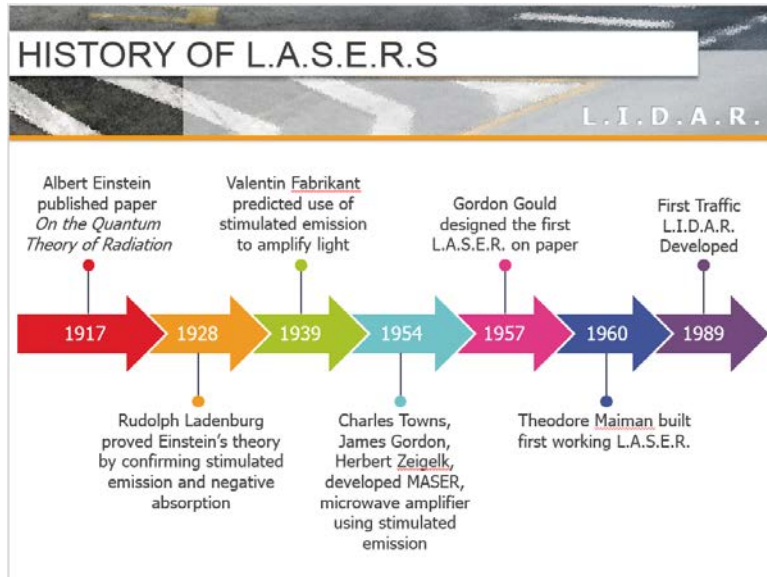 HISTORY OF L.A.S.E.R.S
L.I.D.A.R.
Albert Einstein
published paper
On the Quantum
Theory of Radiation
1917
1928
Rudolph Ladenburg
proved Einstein's theory
by confirming stimulated
emission and negative
absorption
Valentin Fabrikant
predicted use of
stimulated emission
to amplify light
1939
1954
Charles Towns,
James Gordon,
Herbert Zeigelk,
developed MASER,
microwave amplifier
using stimulated
emission
Gordon Gould
designed the first
L.A.S.E.R. on paper
1957
1960
Theodore Maiman built
first working L.A.S.E.R.
First Traffic
L.I.D.A.R.
Developed
1989